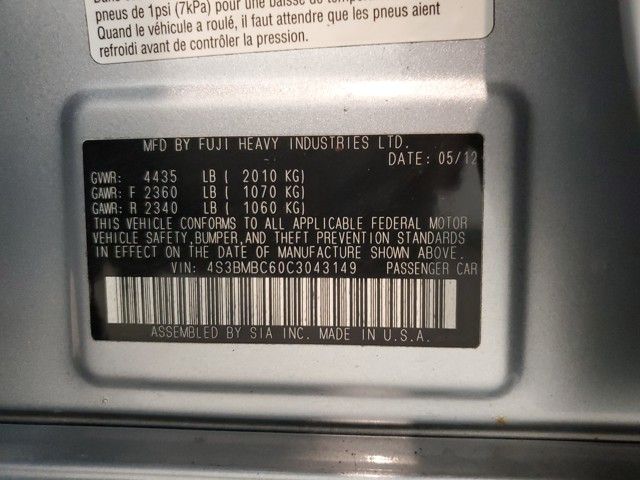 pneus de 1psi (7kPa) pour une baisse de
Quand le véhicule a roulé, il faut attendre que les pneus aient
refroidi avant de contrôler la pression.
MFD BY FUJI HEAVY INDUSTRIES LTD.
DATE: 05/12
GVWR: 4435 LB ( 2010 KG)
GAWR: F 2360 LB ( 1070 KG)
GAWR: R 2340 LB ( 1060 KG)
THIS VEHICLE CONFORMS TO ALL APPLICABLE FEDERAL MOTOR
VEHICLE SAFETY,BUMPER,AND THEFT PREVENTION STANDARDS
IN EFFECT ON THE DATE OF MANUFACTURE SHOWN ABOVE.
VIN: 4S3BMBC60C3043149 PASSENGER CAR
ASSEMBLED BY SIA INC. MADE IN U.S.A.